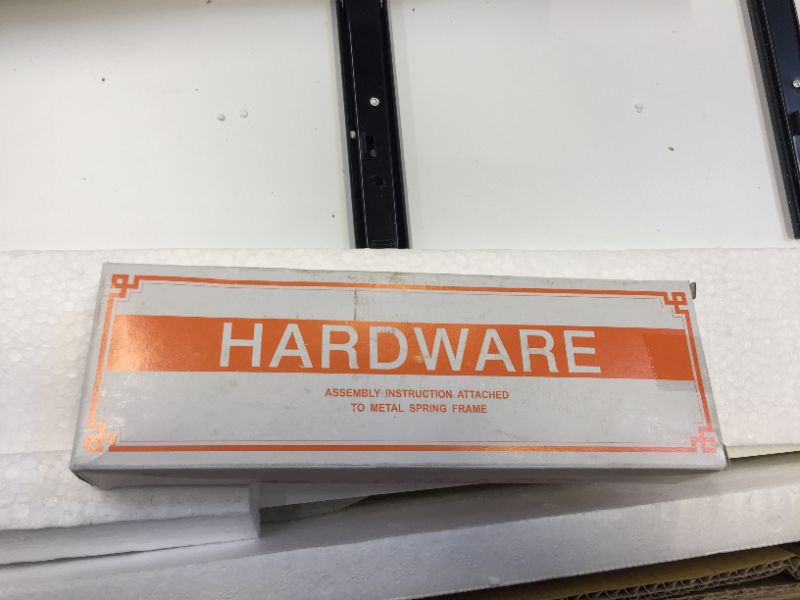 HARDWARE
ASSEMBLY INSTRUCTION ATTACHED
TO METAL SPRING FRAME